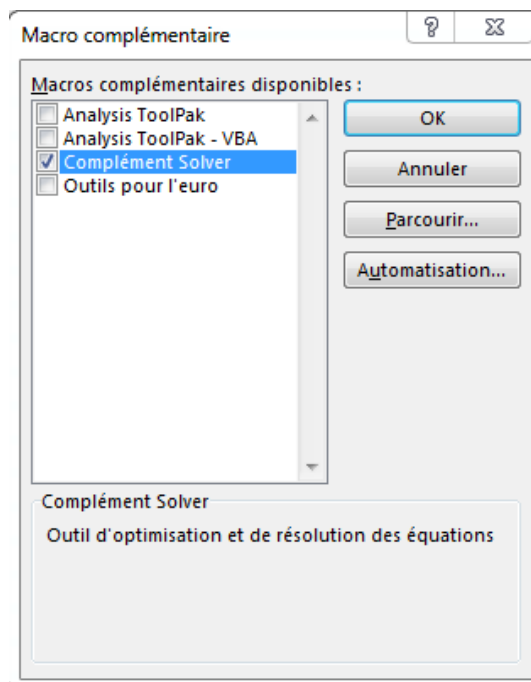 Macro complémentaire
Macros complémentaires disponibles :
Analysis ToolPak
Analysis ToolPak - VBA
Complément Solver
Outils pour l'euro
OK
Annuler
Parcourir...
Automatisation...
Complément Solver
Outil d'optimisation et de résolution des équations